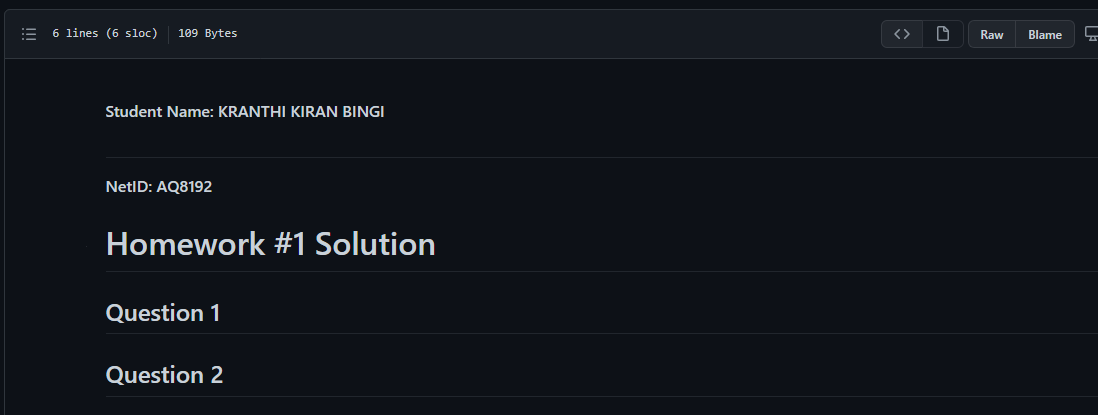 6 lines (6 sloc) 109 Bytes Raw Blame
Student Name: KRANTHI KIRAN BINGI
NetID: AQ8192
Homework #1 Solution
Question 1
Question 2